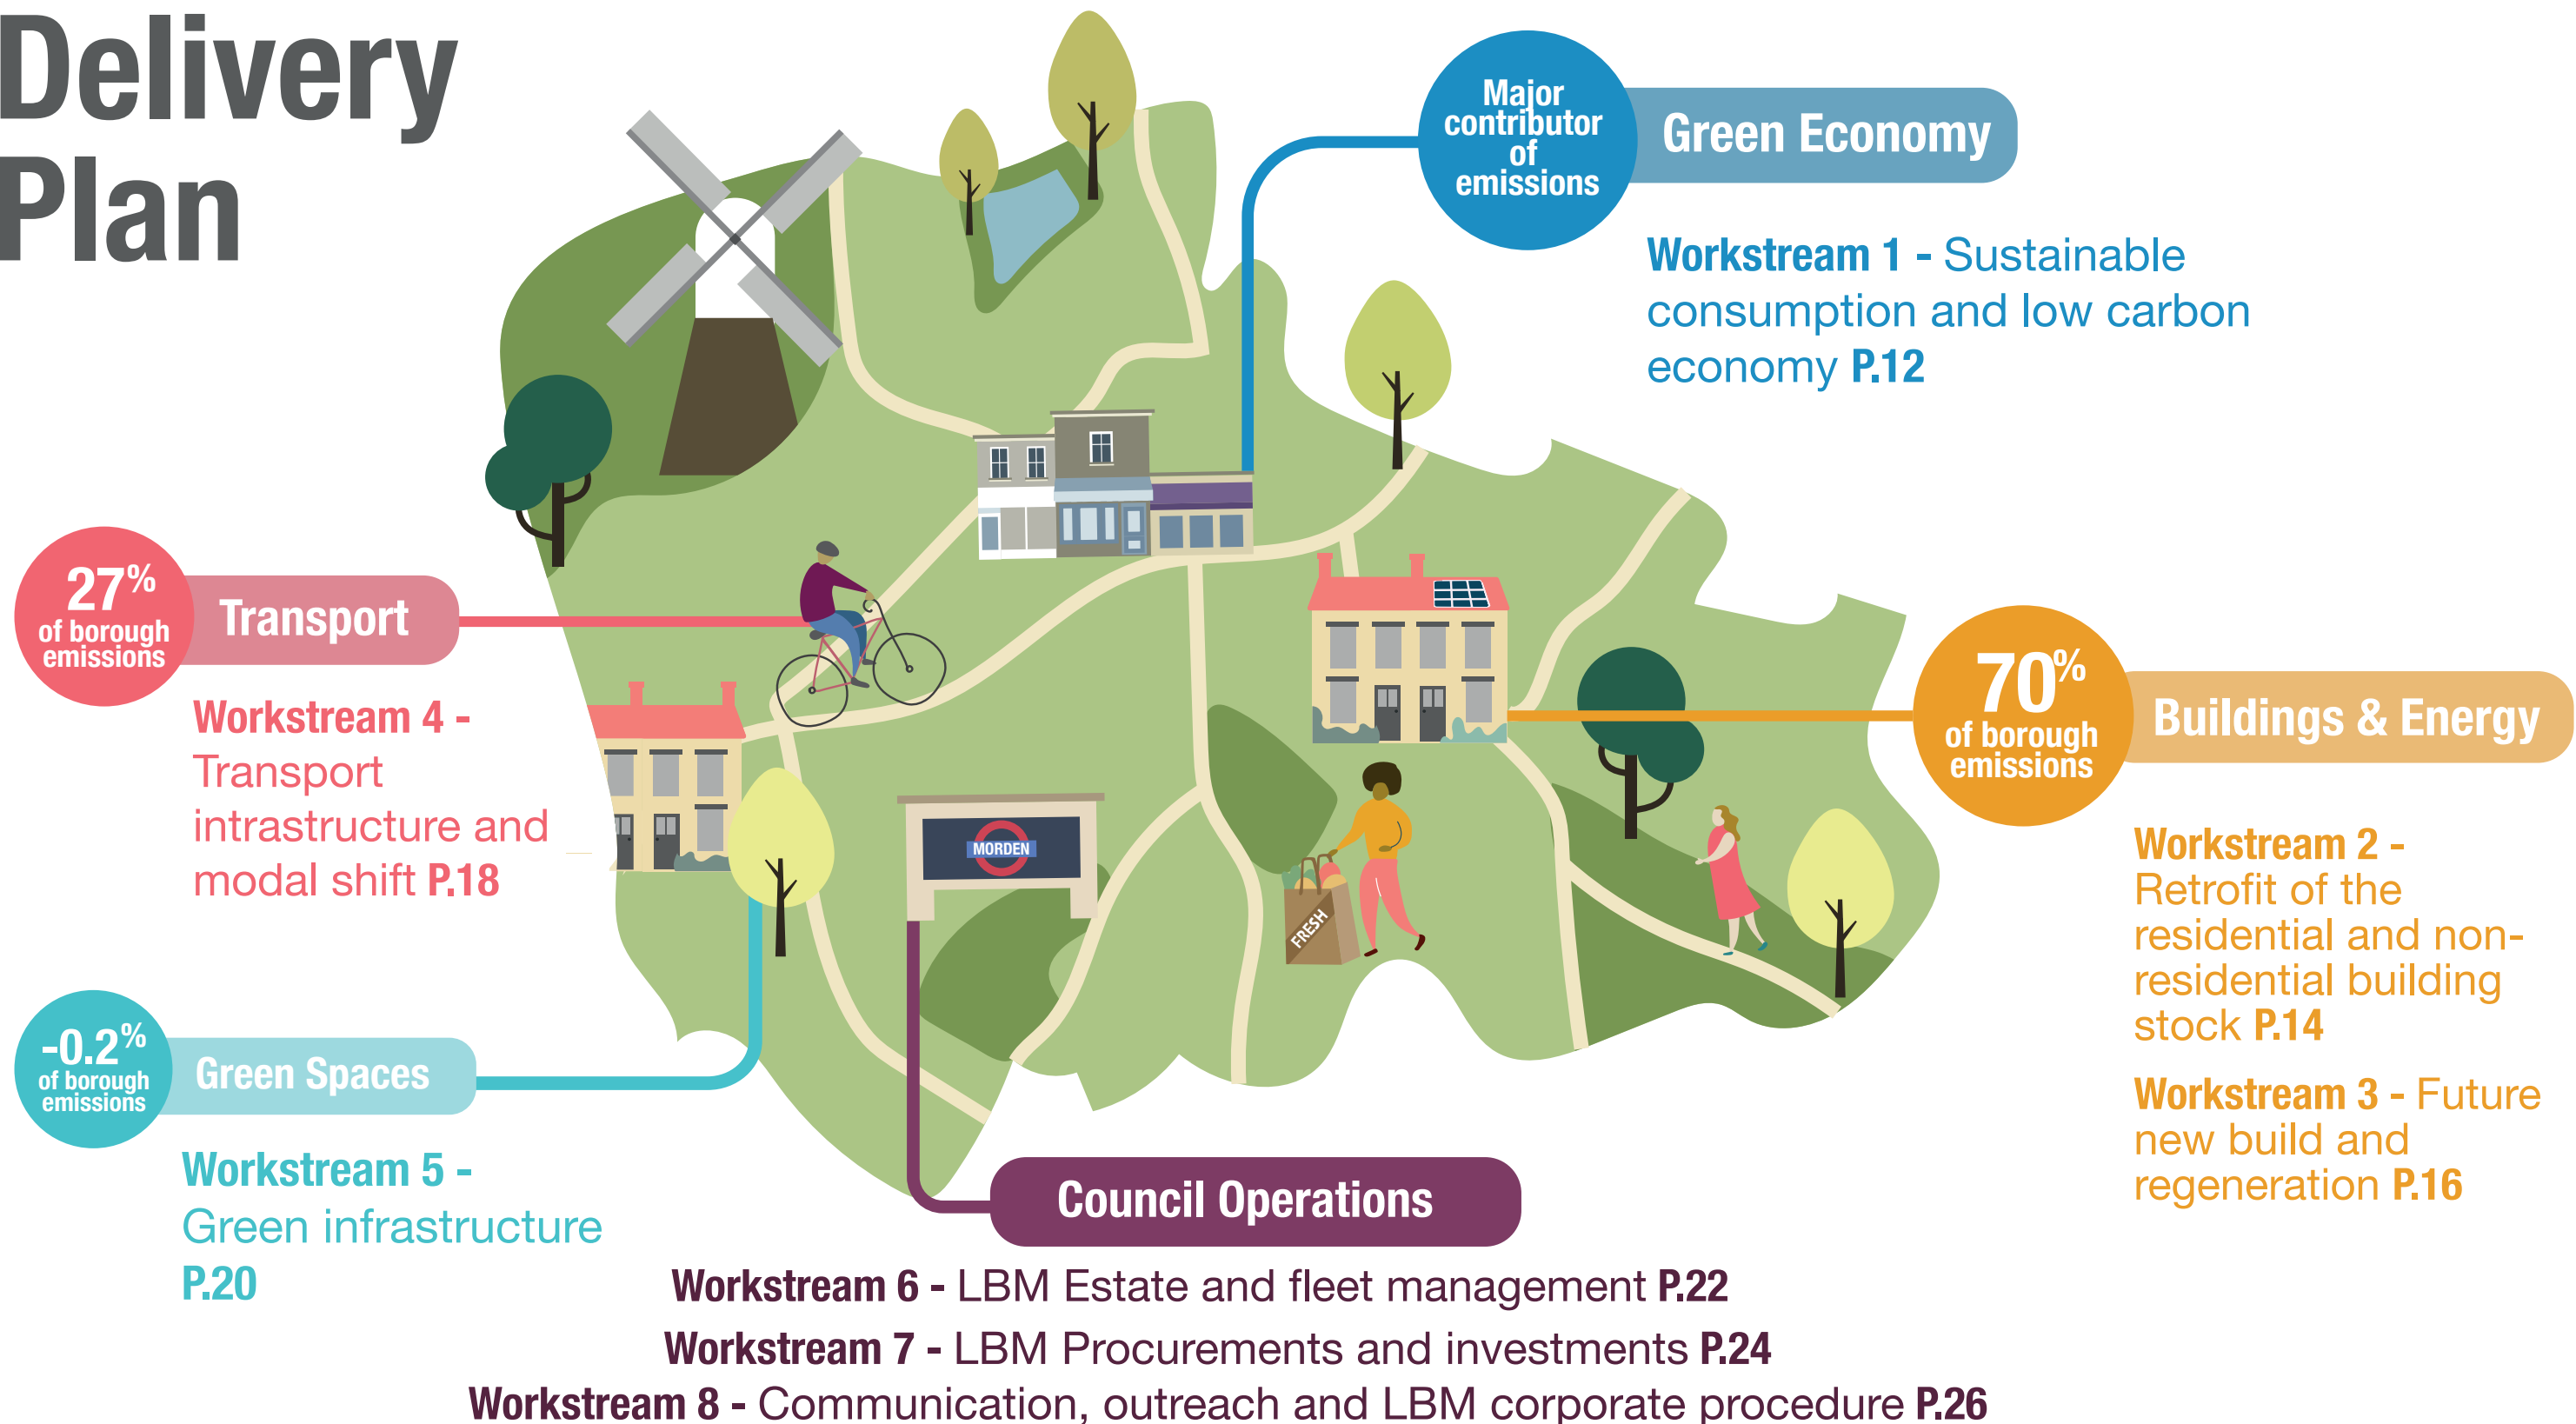 Delivery
Plan
Major
contributor
of
emissions
Green Economy
Workstream 1 - Sustainable
consumption and low carbon
economy P.12
27%
of borough
emissions
Transport
Workstream 4 -
Transport
intrastructure and
modal shift P.18
70%
of borough
emissions
Buildings & Energy
Workstream 2 -
Retrofit of the
residential and non-
residential building
stock P.14
Workstream 3 - Future
new build and
regeneration P.16
MORDEN
FRESH
-0.2%
of borough
emissions
Green Spaces
Workstream 5 -
Green infrastructure
P.20
Council Operations
Workstream 6 - LBM Estate and fleet management P.22
Workstream 7 - LBM Procurements and investments P.24
Workstream 8 - Communication, outreach and LBM corporate procedure P.26